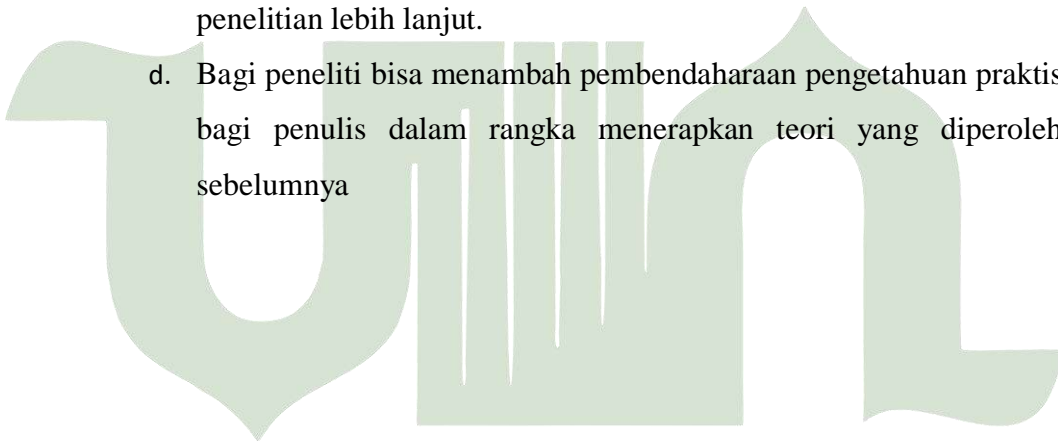 penelitian lebih lanjut.
d. Bagi peneliti bisa menambah pembendaharaan pengetahuan praktis
bagi penulis dalam rangka menerapkan teori yang diperoleh
sebelumnya